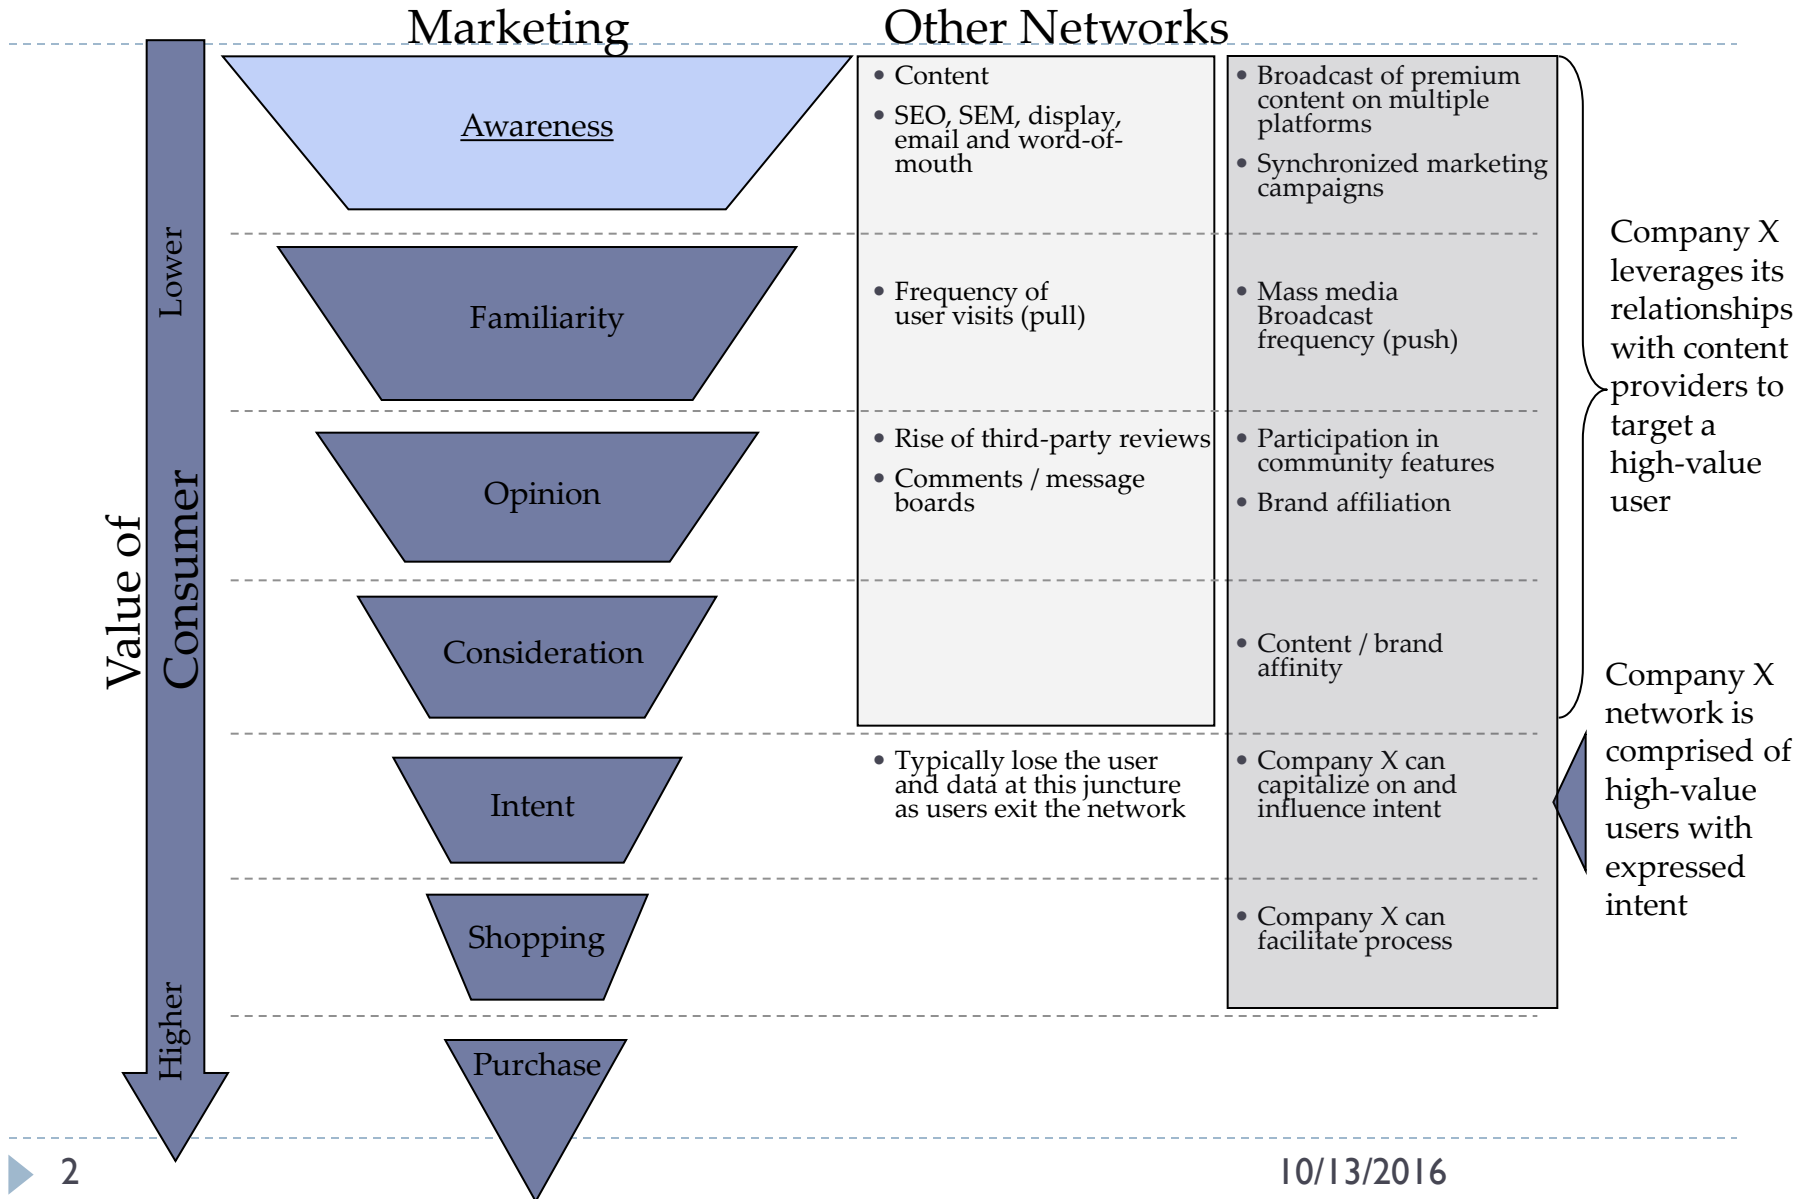 Marketing
Other Networks
Value of
Consumer
Lower
Higher
Awareness
• Content
• SEO, SEM, display,
email and word-of-
mouth
• Broadcast of premium
content on multiple
platforms
• Synchronized marketing
campaigns
Familiarity
• Frequency of
user visits (pull)
• Mass media
Broadcast
frequency (push)
Opinion
• Rise of third-party reviews
• Comments / message
boards
• Participation in
community features
• Brand affiliation
Consideration
• Content / brand
affinity
Company X
leverages its
relationships
with content
providers to
target a
high-value
user
Intent
• Typically lose the user
and data at this juncture
as users exit the network
• Company X can
capitalize on and
influence intent
Company X
network is
comprised of
high-value
users with
expressed
intent
Shopping
• Company X can
facilitate process
Purchase
2
10/13/2016